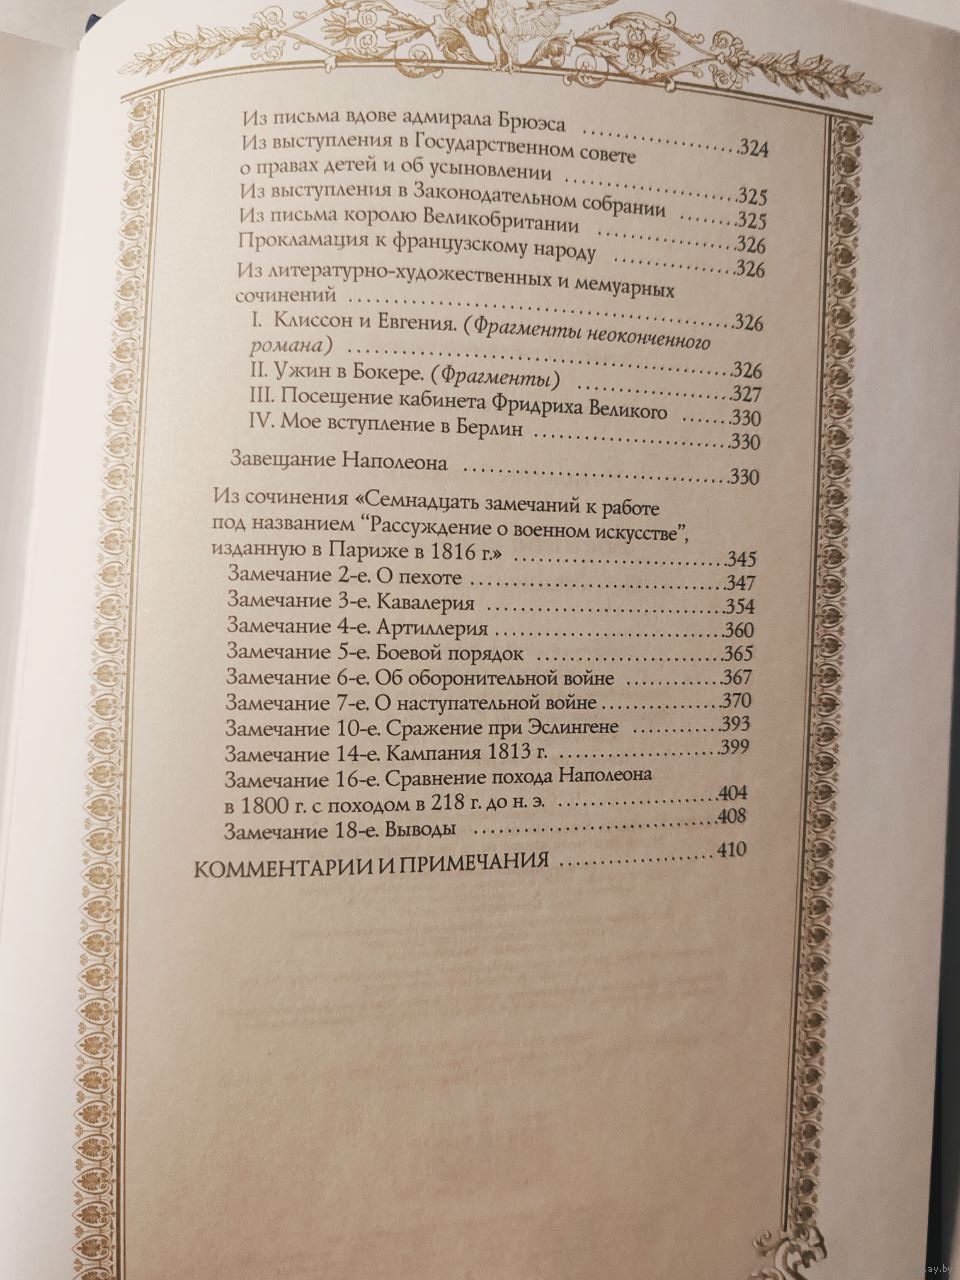 Из письма вдове адмирала Брюэса ....................324
Из выступления в Государственном совете
о правах детей и об усыновлении ....................325
Из выступления в Законодательном собрании .......325
Из письма королю Великобритании ................326
Прокламация к французскому народу ..............326
Из литературно-художественных и мемуарных
сочинений .............................................326
I. Клиссон и Евгения. (Фрагменты неоконченного
романа) ..............................................326
II. Ужин в Бокере. (Фрагменты) ..................327
III. Посещение кабинета Фридриха Великого .......330
IV. Мое вступление в Берлин .......................330
Завещание Наполеона ................................330
Из сочинения «Семнадцать замечаний к работе
под названием “Рассуждение о военном искусстве”,
изданную в Париже в 1816 г.» ..........................345
Замечание 2-е. О пехоте ..............................347
Замечание 3-е. Кавалерия .............................354
Замечание 4-е. Артиллерия ............................360
Замечание 5-е. Боевой порядок ......................365
Замечание 6-е. Об оборонительной войне ..............367
Замечание 7-е. О наступательной войне ................370
Замечание 10-е. Сражение при Эслингене .............393
Замечание 14-е. Кампания 1813 г. .....................399
Замечание 16-е. Сравнение похода Наполеона
в 1800 г. с походом в 218 г. до н. э. .....................404
Замечание 18-е. Выводы ..............................408
КОММЕНТАРИИ И ПРИМЕЧАНИЯ ....................410